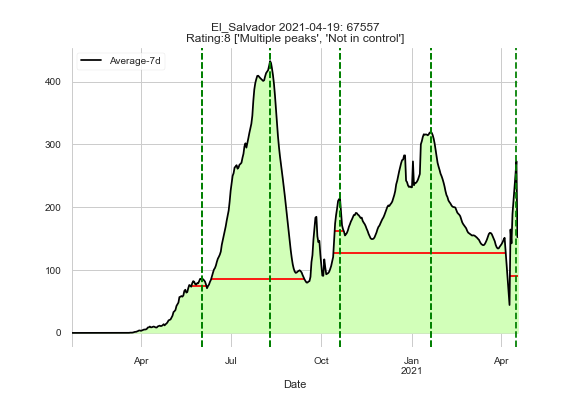 El_Salvador 2021-04-19: 67557
Rating:8 ['Multiple peaks', 'Not in control']
Average-7d
400
300
200
100
0
Apr
Jul
Oct
Jan
2021
Apr
Date